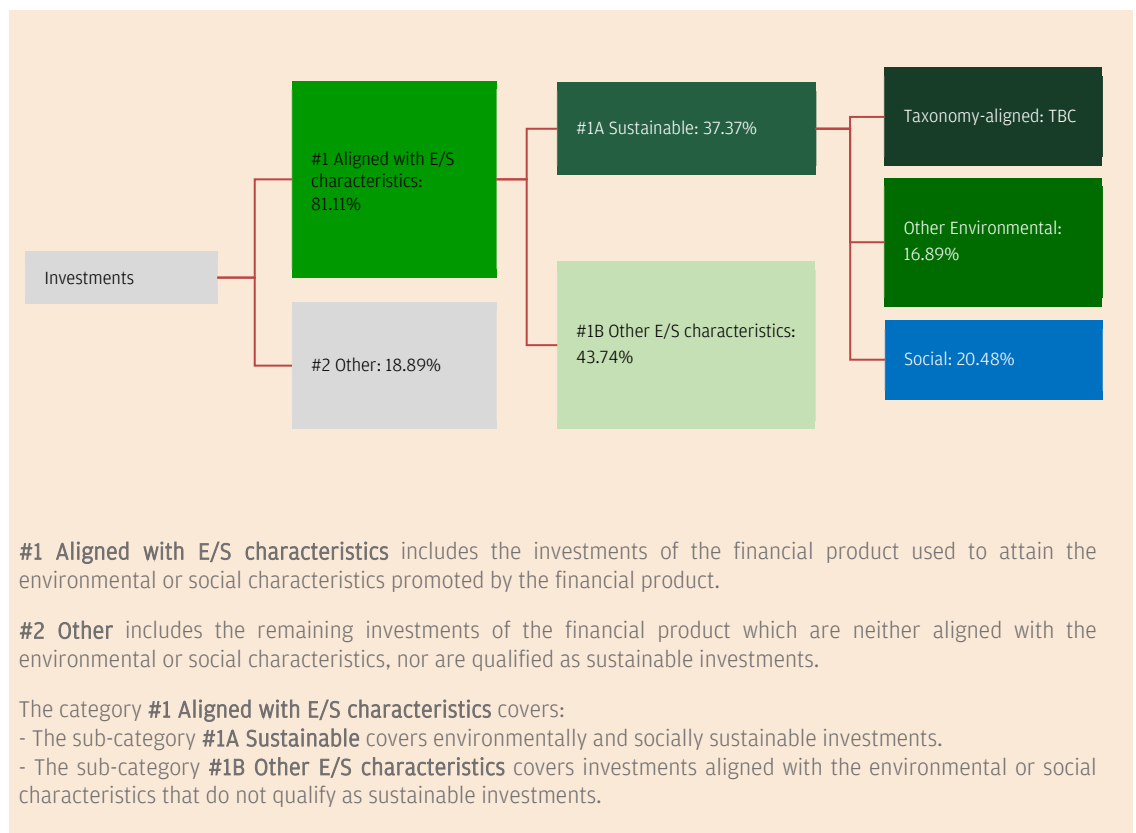 Investments
#1 Aligned with E/S
characteristics:
81.11%
#2 Other: 18.89%
#1A Sustainable: 37.37%
#1B Other E/S characteristics:
43.74%
Taxonomy-aligned: TBC
Other Environmental:
16.89%
Social: 20.48%
#1 Aligned with E/S characteristics includes the investments of the financial product used to attain the
environmental or social characteristics promoted by the financial product.
#2 Other includes the remaining investments of the financial product which are neither aligned with the
environmental or social characteristics, nor are qualified as sustainable investments.
The category #1 Aligned with E/S characteristics covers:
- The sub-category #1A Sustainable covers environmentally and socially sustainable investments.
- The sub-category #1B Other E/S characteristics covers investments aligned with the environmental or social
characteristics that do not qualify as sustainable investments.